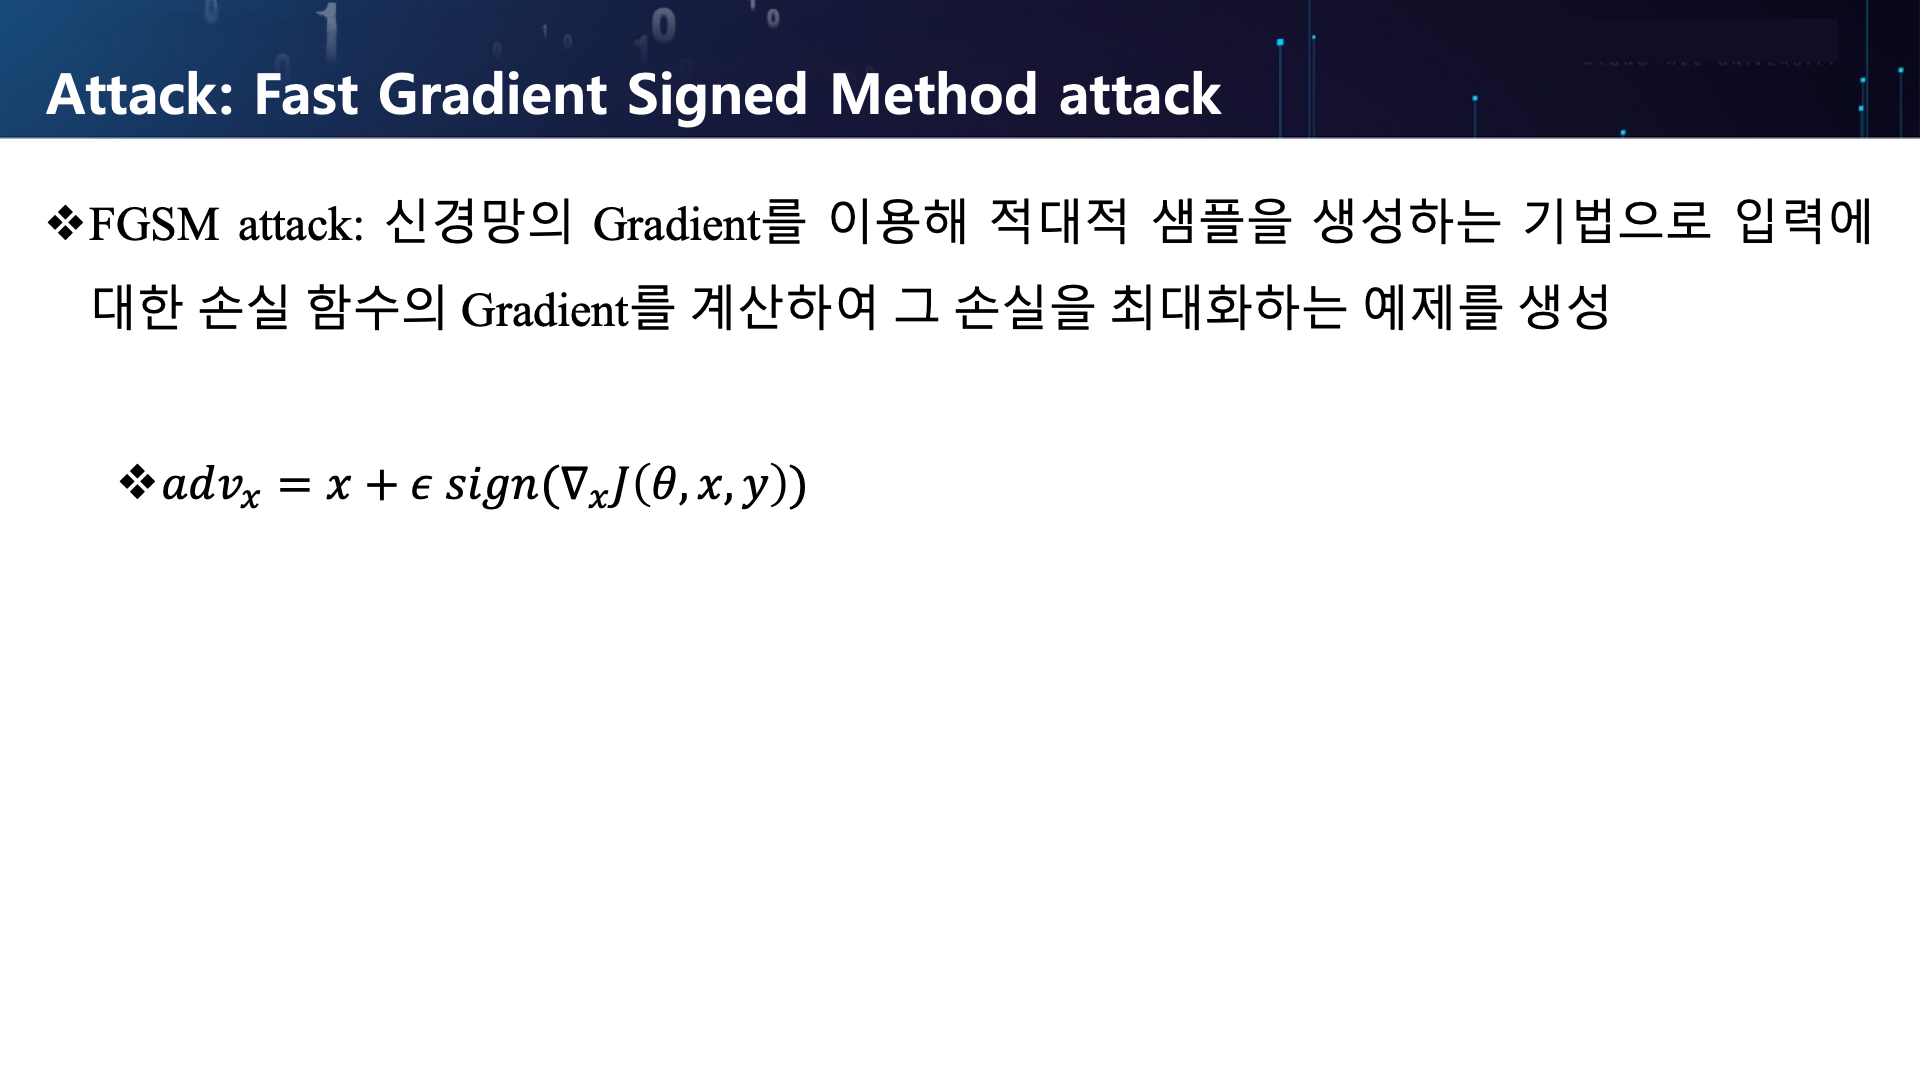 Attack: Fast Gradient Signed Method attack
❖FGSM attack: 신경망의 Gradient를 이용해 적대적 샘플을 생성하는 기법으로 입력에
대한 손실 함수의 Gradient를 계산하여 그 손실을 최대화하는 예제를 생성
❖adv_x = x + ϵ sign(∇_xJ(θ, x, y))